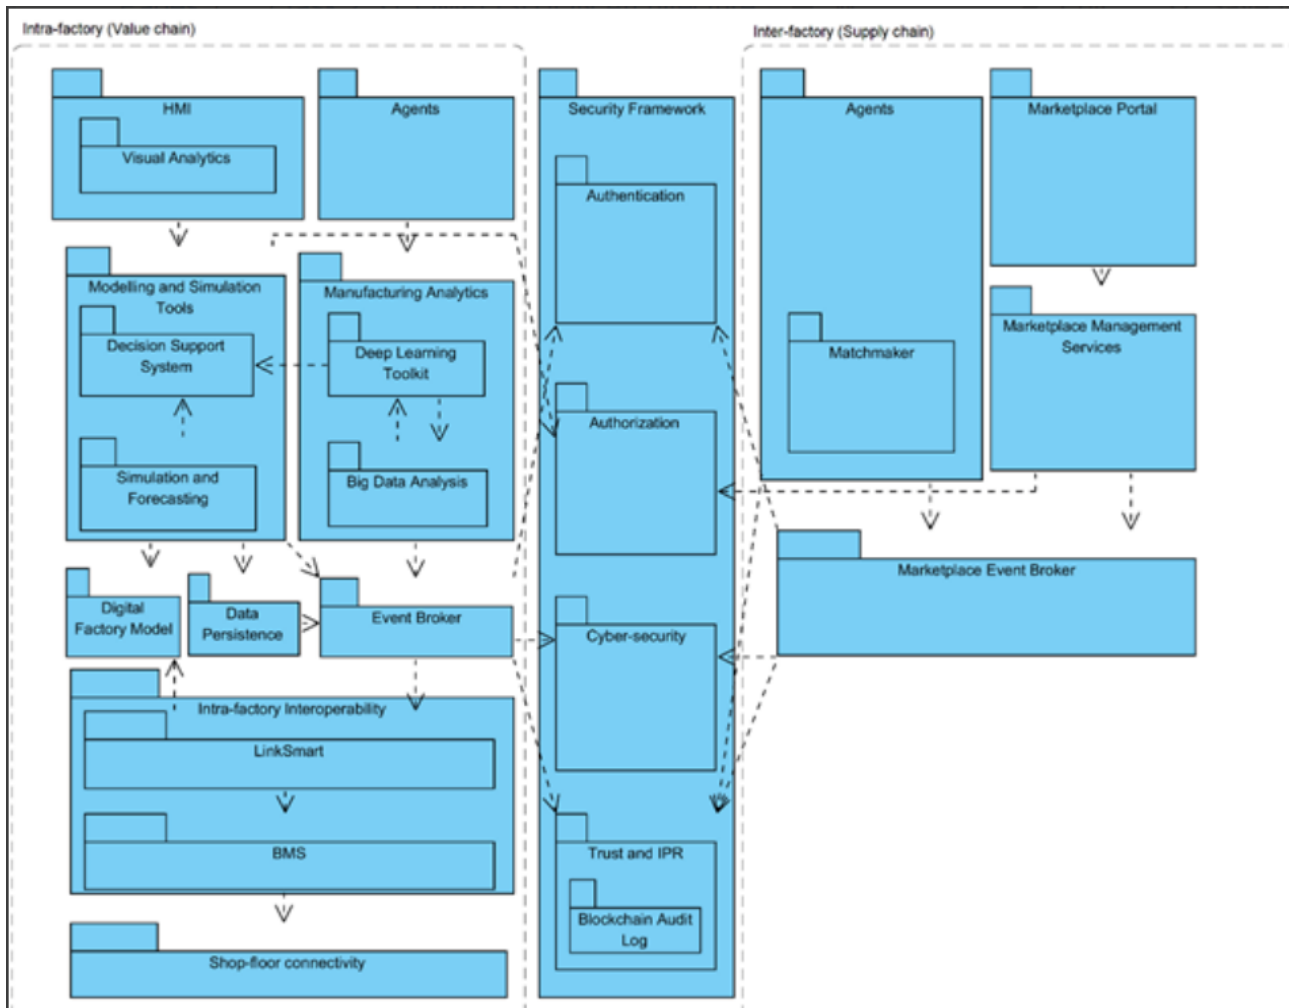 Intra-factory (Value chain)
HMI
Visual Analytics
Agents
Modelling and Simulation
Tools
Decision Support
System
Simulation and
Forecasting
Manufacturing Analytics
Deep Learning
Toolkit
Big Data Analysis
Digital
Factory Model
Data
Persistence
Event Broker
Intra-factory Interoperability
LinkSmart
BMS
Shop-floor connectivity
Security Framework
Authentication
Authorization
Cyber-security
Trust and IPR
Blockchain Audit
Log
Inter-factory (Supply chain)
Agents
Matchmaker
Marketplace Portal
Marketplace Management
Services
Marketplace Event Broker